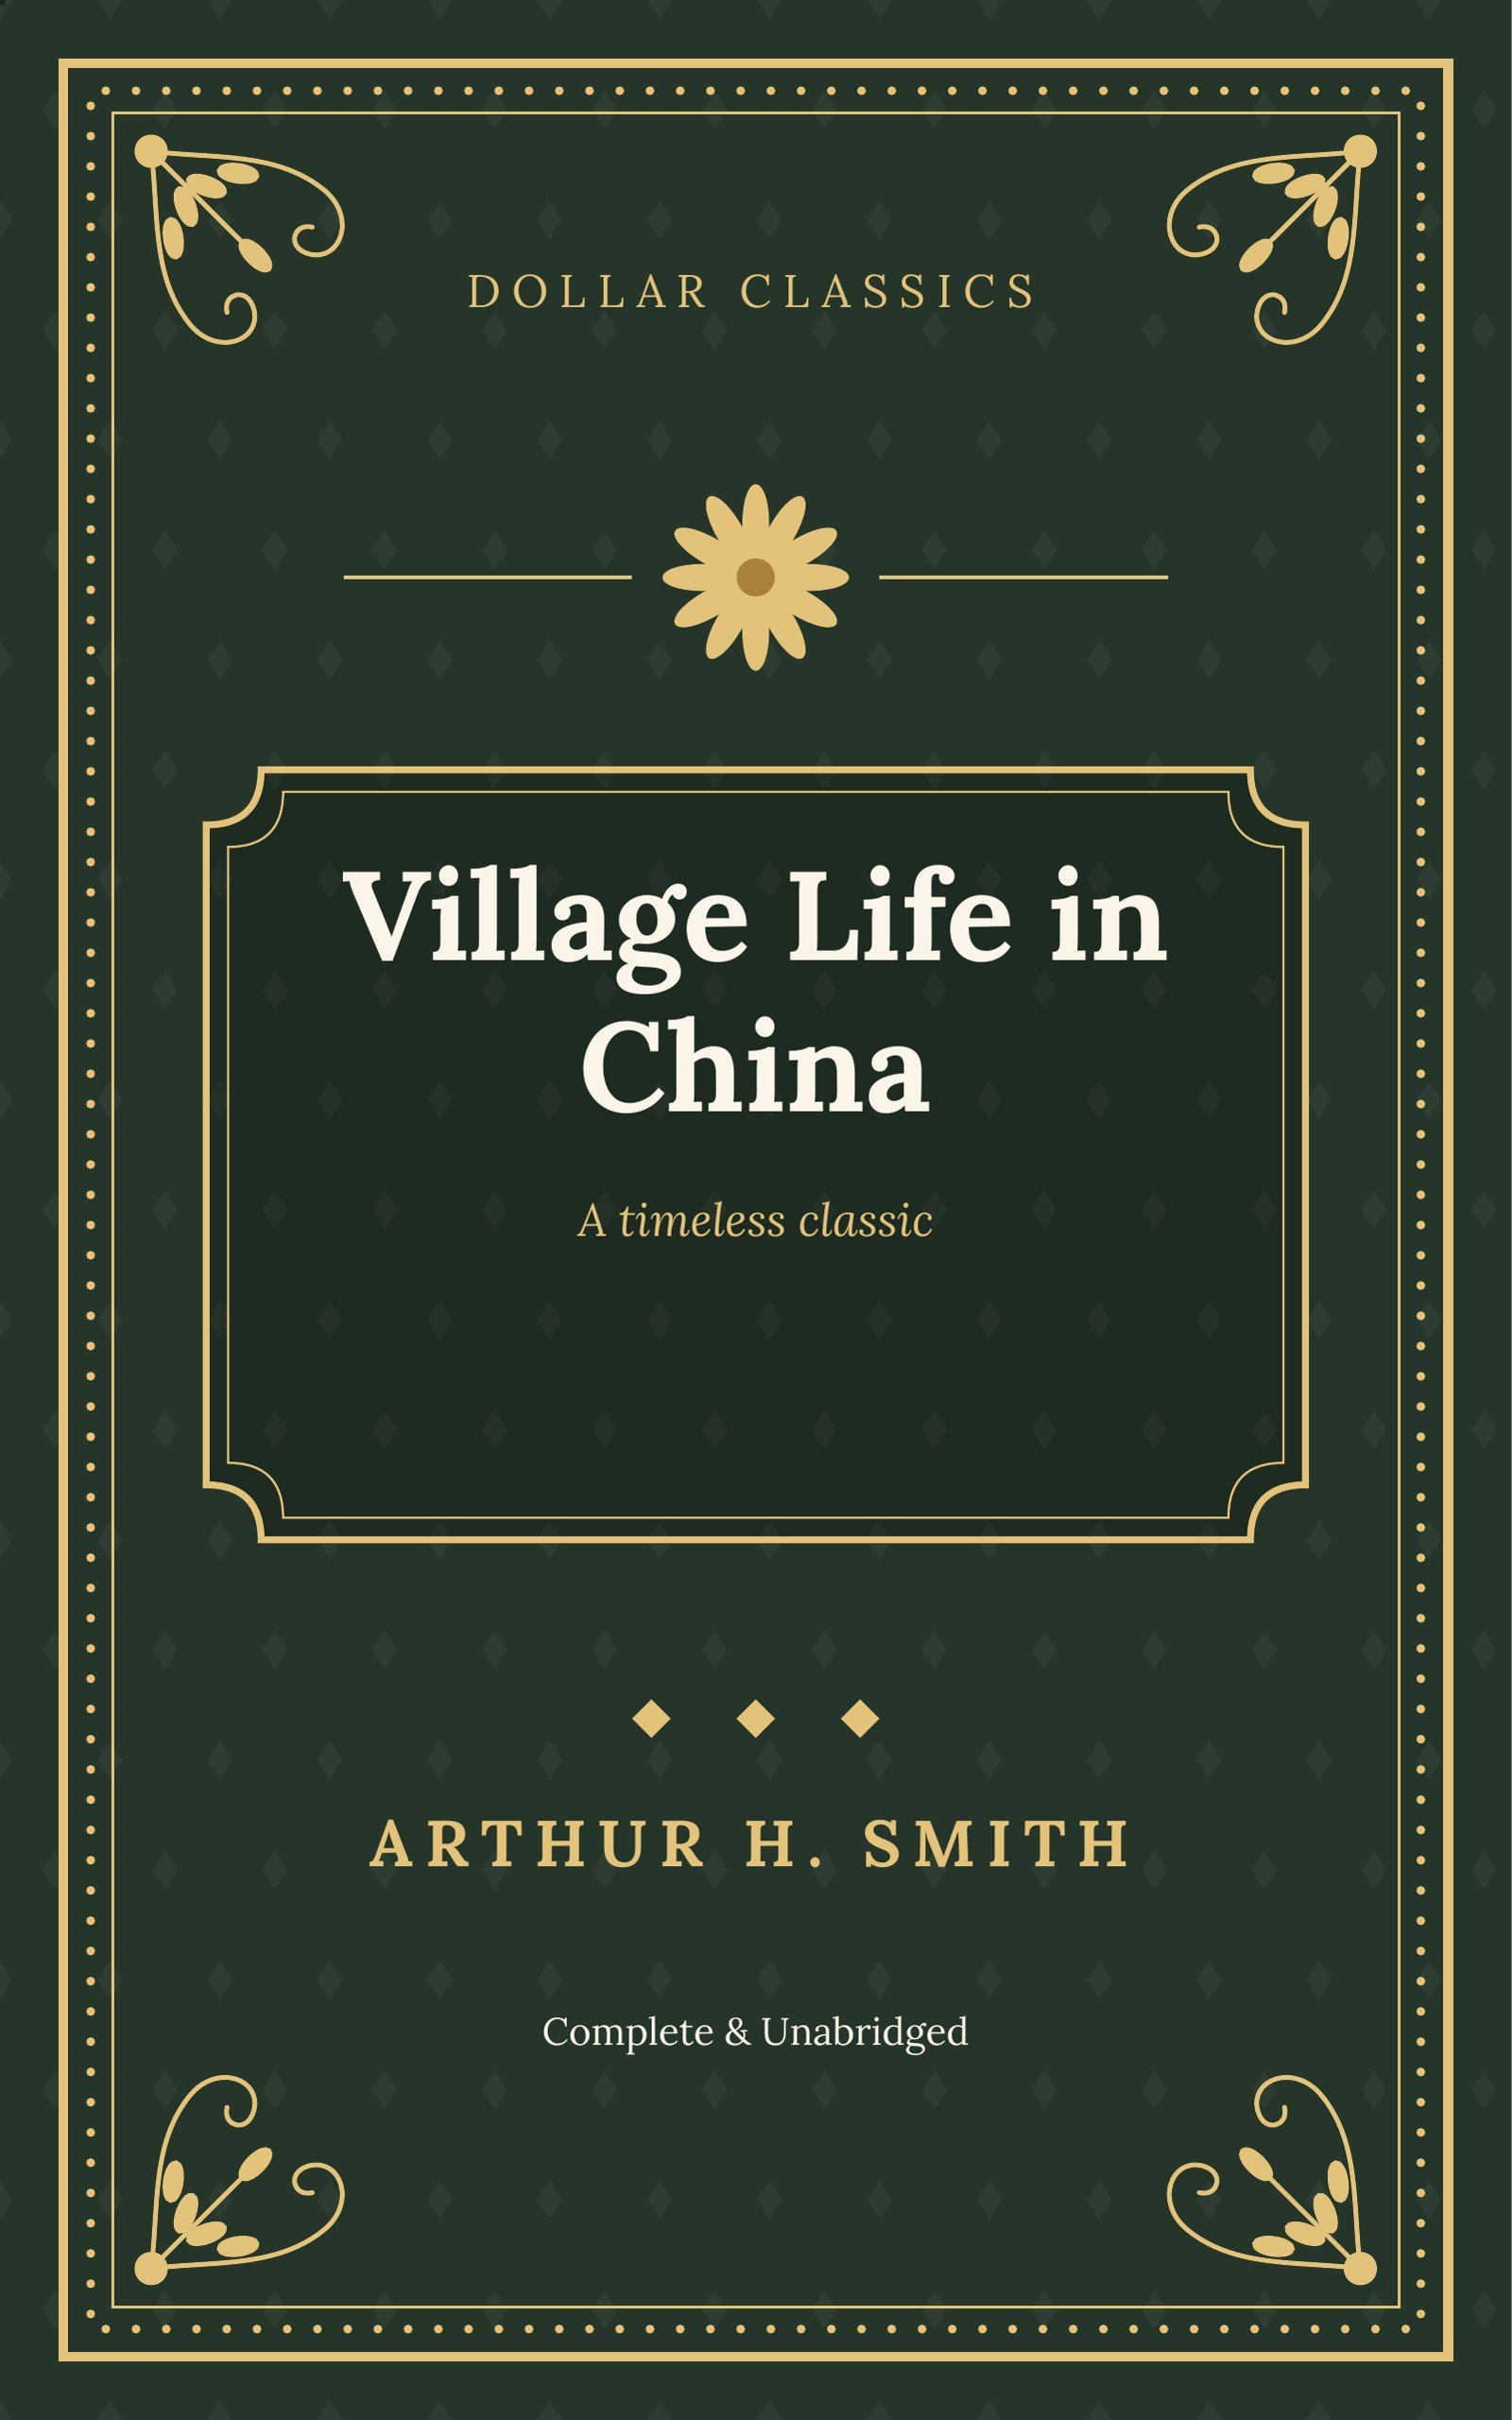 DOLLAR CLASSICS
Village Life in
China
A timeless classic
ARTHUR H. SMITH
Complete & Unabridged